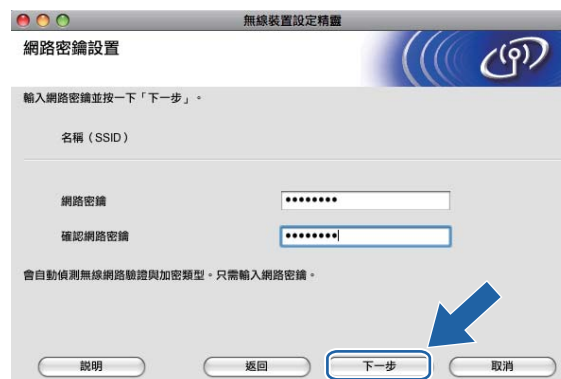 無線裝置設定精靈
網路密鑰設置
輸入網路密鑰並按一下「下一步」。
名稱（SSID）
網路密鑰 ••••••••
確認網路密鑰 ••••••••
會自動偵測無線網路驗證與加密類型。只需輸入網路密鑰。
説明 返回 下一步 取消